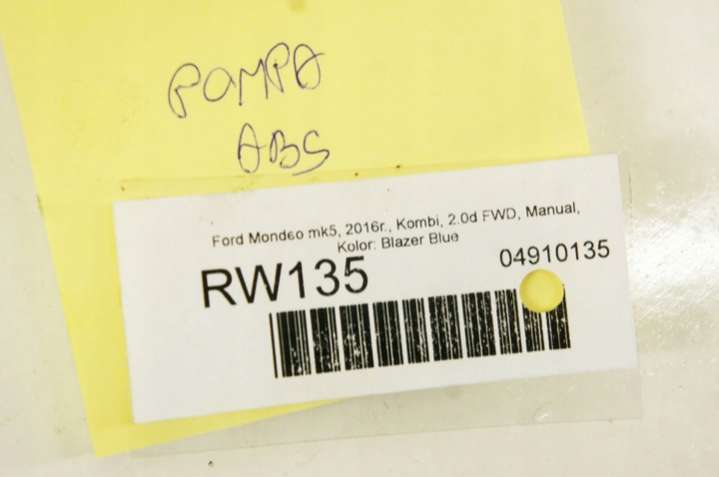 POMPA
ABS
Ford Mondeo mk5, 2016r., Kombi, 2.0d FWD, Manual,
Kolor: Blazer Blue
RW135
04910135